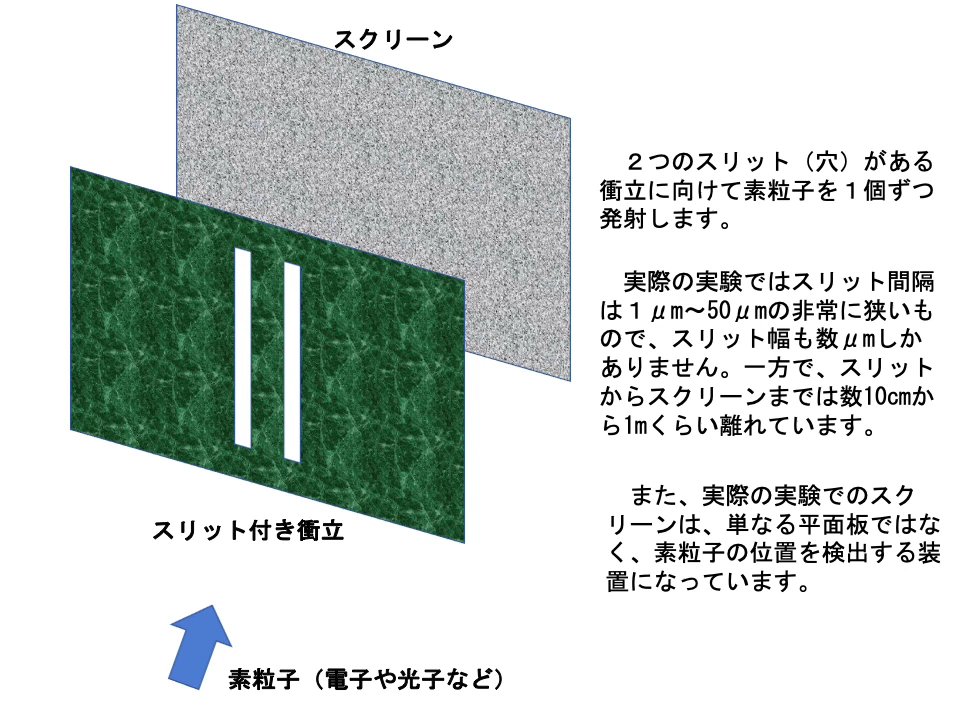 スクリーン
２つのスリット（穴）がある
衝立に向けて素粒子を１個ずつ
発射します。
実際の実験ではスリット間隔
は１μm～50μmの非常に狭いも
ので、スリット幅も数μmしか
ありません。一方で、スリット
からスクリーンまでは数10cmか
ら1mくらい離れています。
また、実際の実験でのスク
リーンは、単なる平面板ではな
く、素粒子の位置を検出する装
置になっています。
スリット付き衝立
素粒子（電子や光子など）